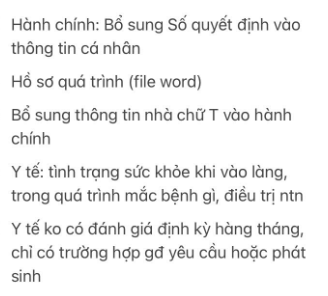 Hành chính: Bổ sung Số quyết định vào
thông tin cá nhân
Hồ sơ quá trình (file word)
Bổ sung thông tin nhà chữ T vào hành
chính
Y tế: tình trạng sức khỏe khi vào làng,
trong quá trình mắc bệnh gì, điều trị ntn
Y tế ko có đánh giá định kỳ hàng tháng,
chỉ có trường hợp gđ yêu cầu hoặc phát
sinh